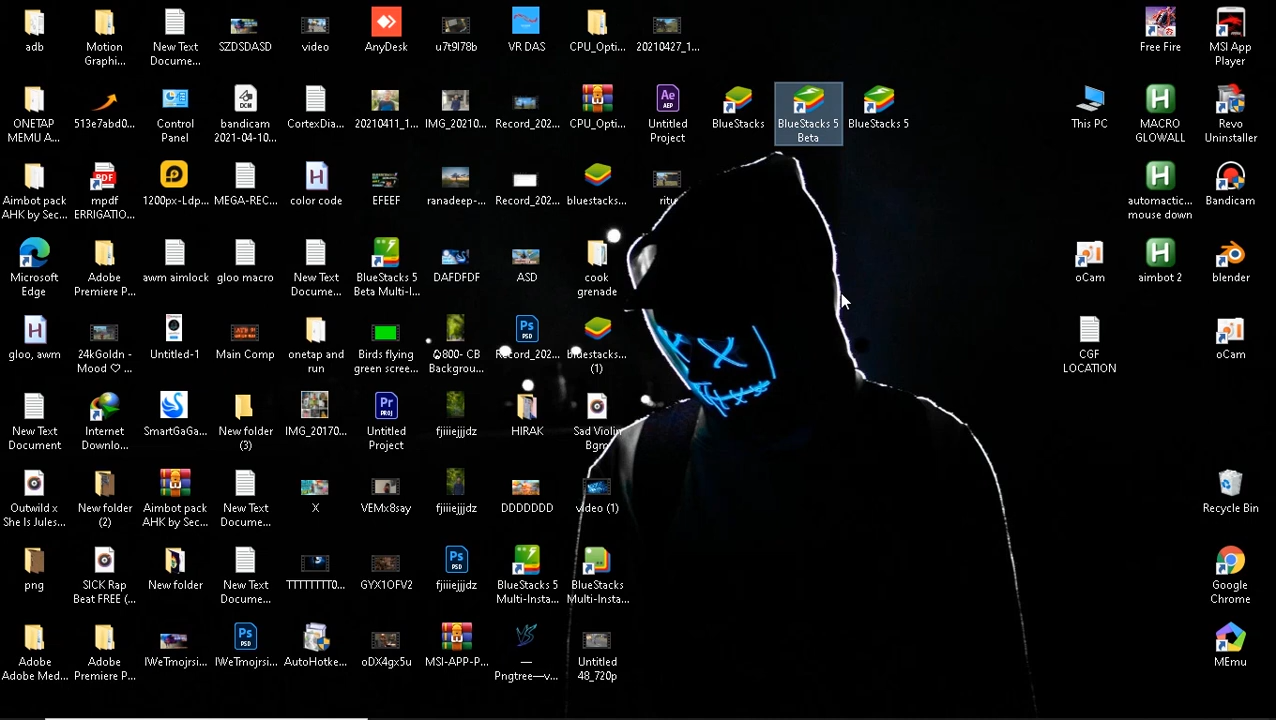 adb
Motion
Graphi...
New Text
Docume...
SZDSDASD
video
AnyDesk
u7t9l78b
VR DAS
CPU_Opti...
20210427_1...
Free Fire
MSI App
Player
ONETAP
MEMU A...
513e7abd0...
Control
Panel
bandicam
2021-04-10...
CortexDia...
20210411_1...
IMG_20210...
Record_202...
CPU_Opti...
Untitled
Project
BlueStacks
BlueStacks 5
Beta
BlueStacks 5
This PC
MACRO
GLOWALL
Revo
Uninstaller
Aimbot pack
AHK by Sec...
mpdf
ERRIGATIO...
1200px-Ldp...
MEGA-REC...
color code
EFEEF
ranadeep-...
Record_202...
bluestacks...
automatic...
mouse down
Bandicam
Microsoft
Edge
Adobe
Premiere P...
awm aimlock
gloo macro
New Text
Docume...
BlueStacks 5
Beta Multi-I...
DAFDFDF
ASD
cook
grenade
oCam
aimbot 2
blender
gloo, awm
24kGoldn -
Mood ♡ ...
Untitled-1
Main Comp
onetap and
run
Birds flying
green scree...
800- CB
Backgrou...
Record_202...
bluestacks...
(1)
CGF
LOCATION
oCam
New Text
Document
Internet
Downlo...
SmartGaGa...
New folder
(3)
IMG_20170...
Untitled
Project
fjiiiejjjdz
HIRAK
Sad Violin
Bgm
Outwild x
She Is Jules...
New folder
(2)
Aimbot pack
AHK by Sec...
New Text
Docume...
X
VEMx8say
fjiiiejjjdz
DDDDDDD
video (1)
Recycle Bin
png
SICK Rap
Beat FREE (...
New folder
New Text
Docume...
TTTTTTTT0...
GYX1OFV2
fjiiiejjjdz
BlueStacks 5
Multi-Insta...
BlueStacks
Multi-Insta...
Google
Chrome
Adobe
Adobe Med...
Adobe
Premiere P...
IWeTmojrsi...
IWeTmojrsi...
AutoHotke...
oDX4gx5u
MSI-APP-P...
—
Pngtree—v...
Untitled
48_720p
MEmu